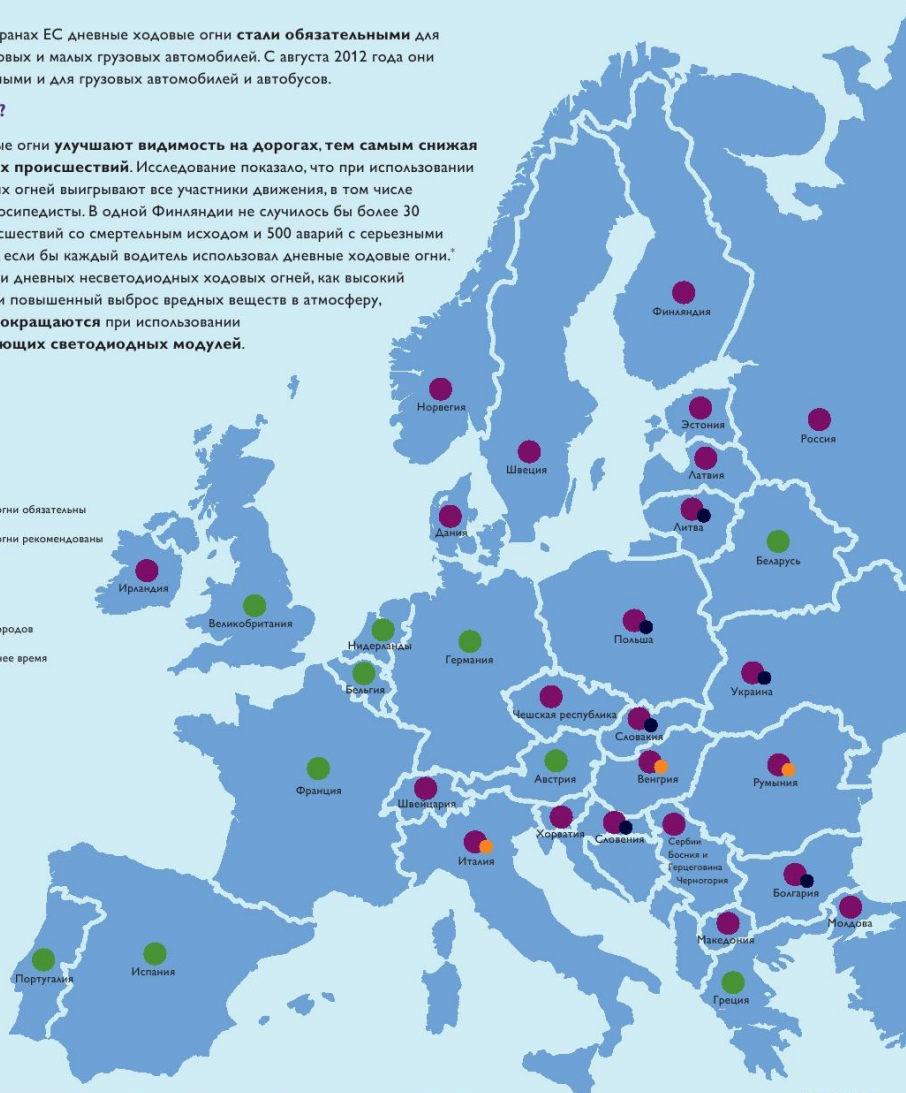 ранах ЕС дневные ходовые огни стали обязательными для
овых и малых грузовых автомобилей. С августа 2012 года они
ными и для грузовых автомобилей и автобусов.
?
ые огни улучшают видимость на дорогах, тем самым снижая
х происшествий. Исследование показало, что при использовании
ых огней выигрывают все участники движения, в том числе
осипедисты. В одной Финляндии не случилось бы более 30
сшествий со смертельным исходом и 500 аварий с серьезными
, если бы каждый водитель использовал дневные ходовые огни.*
и дневных несветодиодных ходовых огней, как высокий
и повышенный выброс вредных веществ в атмосферу,
окращаются при использовании
ющих светодиодных модулей.
Финляндия
Норвегия
Эстония
Россия
Швеция
Латвия
огни обязательны
Литва
Дания
огни рекомендованы
Беларусь
Ирландия
Великобритания
ородов
Нидерланды
Польша
Германия
нее время
Бельгия
Украина
Чешская республика
Словакия
Австрия
Венгрия
Румыния
Франция
Швейцария
Хорватия
Словения
Сербии
Босния и
Герцеговина
Черногория
Италия
Болгария
Молдова
Македония
Испания
Португалия
Греция